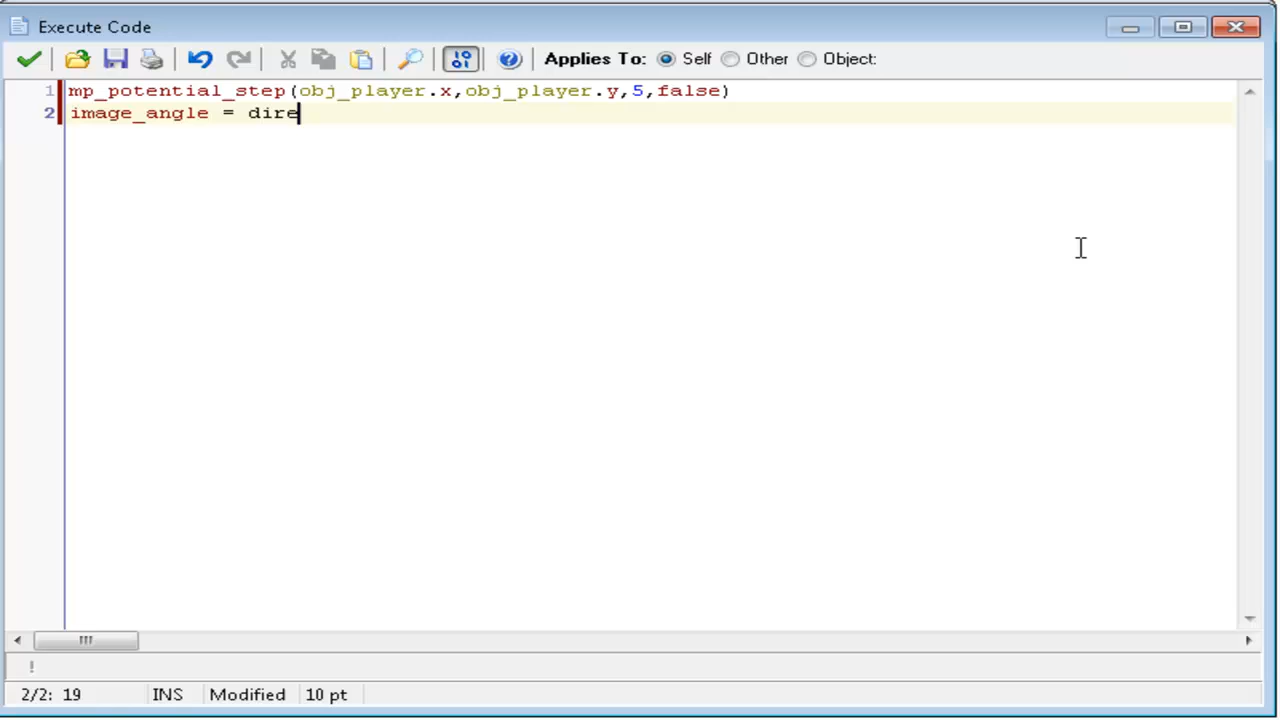 Execute Code
Applies To: Self Other Object:
1 mp_potential_step(obj_player.x,obj_player.y,5,false)
2 image_angle = dire
!
2/2: 19 INS Modified 10 pt